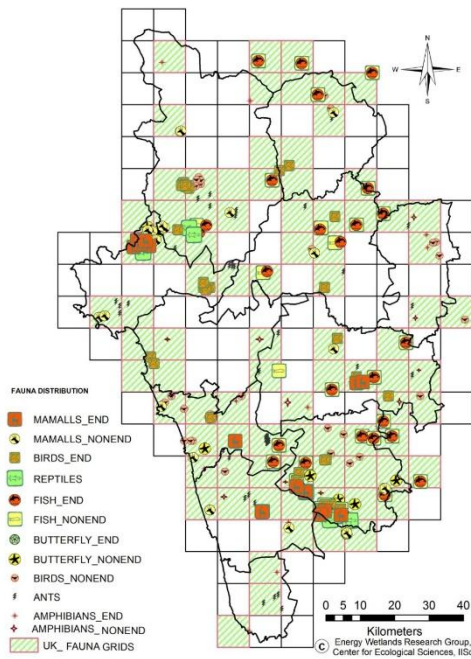 N
W E
S
FAUNA DISTRIBUTION
MAMALLS_END
MAMALLS_NONEND
BIRDS_END
REPTILES
FISH_END
FISH_NONEND
BUTTERFLY_END
BUTTERFLY_NONEND
BIRDS_NONEND
ANTS
AMPHIBIANS_END
AMPHIBIANS_NONEND
UK_ FAUNA GRIDS
0 5 10 20 30 40
Kilometers
© Energy Wetlands Research Group,
Center for Ecological Sciences, IISc